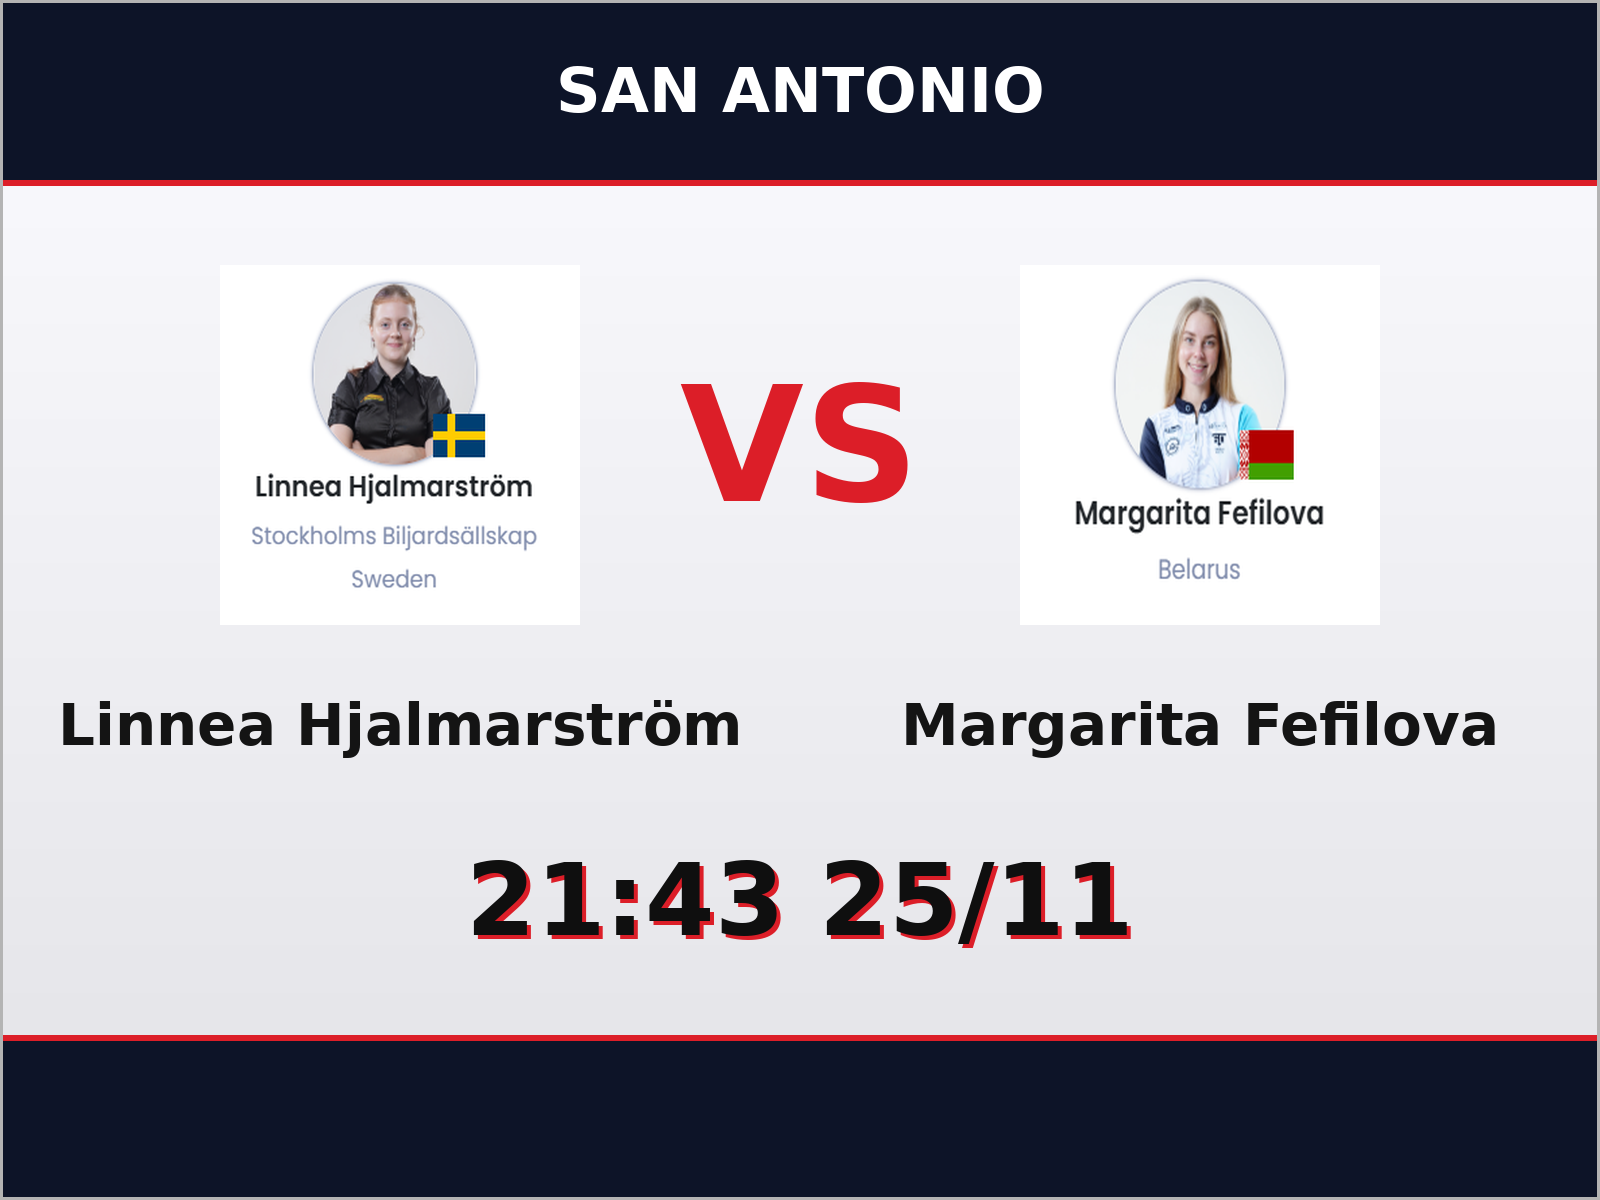 SAN ANTONIO
VS
Linnea Hjalmarström
Stockholms Biljardsällskap
Sweden
Margarita Fefilova
Belarus
Linnea Hjalmarström
Margarita Fefilova
21:43 25/11